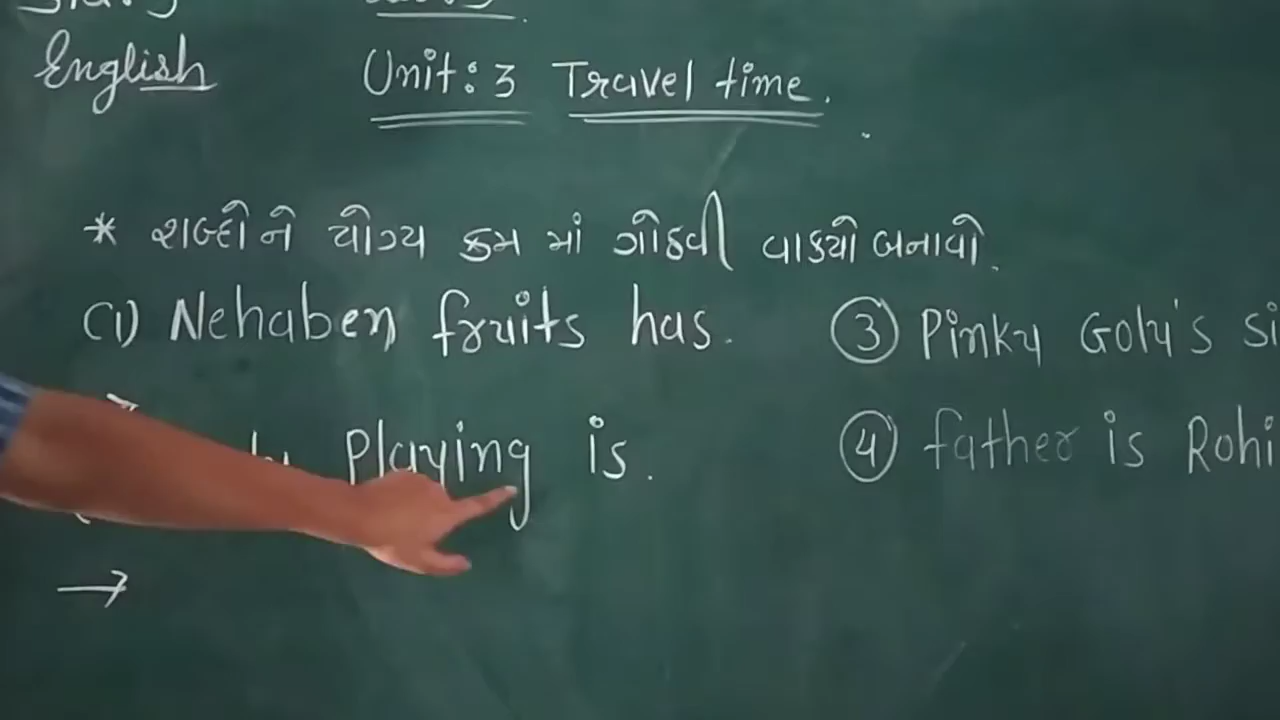 English
Unit: 3 Travel time.
* શબ્દોને યોગ્ય ક્રમ માં ગોઠવી વાક્યો બનાવો.
(1) Nehaben fruits has.
→
Playing is.
→
③ Pinky Goly's si
④ father is Rohi